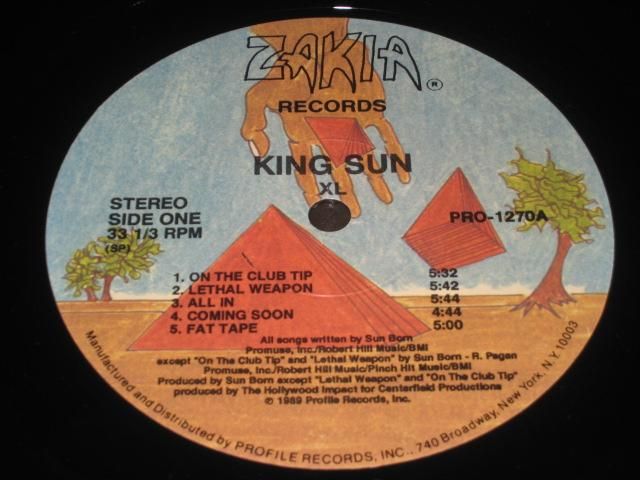 ZAKIA ®
RECORDS
KING SUN
XL
STEREO
SIDE ONE
33 1/3 RPM
(SP)
PRO-1270A
1. ON THE CLUB TIP 5:32
2. LETHAL WEAPON 5:42
3. ALL IN 5:44
4. COMING SOON 4:44
5. FAT TAPE 5:00
All songs written by Sun Born
Promuse, Inc./Robert Hill Music/BMI
except "On The Club Tip" and "Lethal Weapon" by Sun Born - R. Pagan
Promuse, Inc./Robert Hill Music/Pinch Hit Music/BMI
Produced by Sun Born except "Lethal Weapon" and "On The Club Tip"
produced by The Hollywood Impact for Centerfield Productions
℗ 1989 Profile Records, Inc.
Manufactured and Distributed by PROFILE RECORDS, INC., 740 Broadway, New York, N.Y. 10003